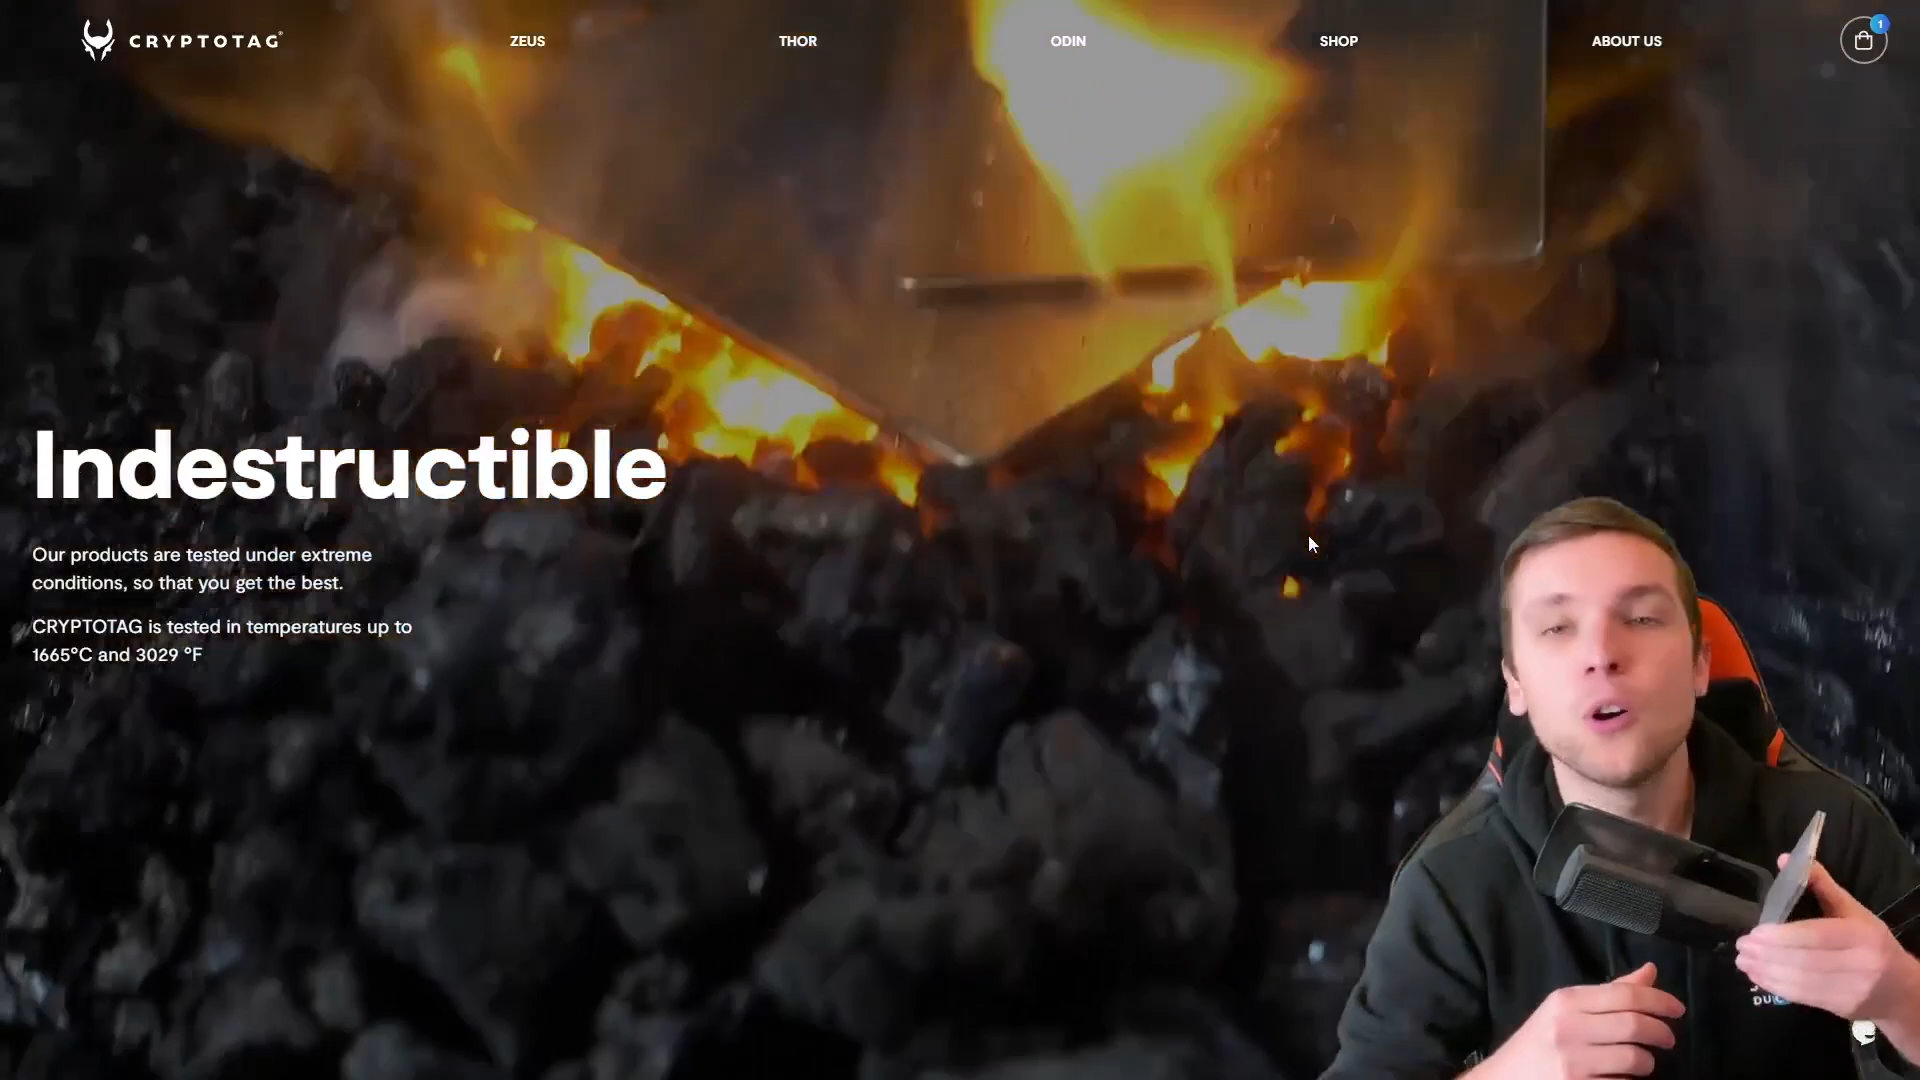 CRYPTOTAG
ZEUS
THOR
ODIN
SHOP
ABOUT US
1
Indestructible
Our products are tested under extreme
conditions, so that you get the best.
CRYPTOTAG is tested in temperatures up to
1665°C and 3029 °F